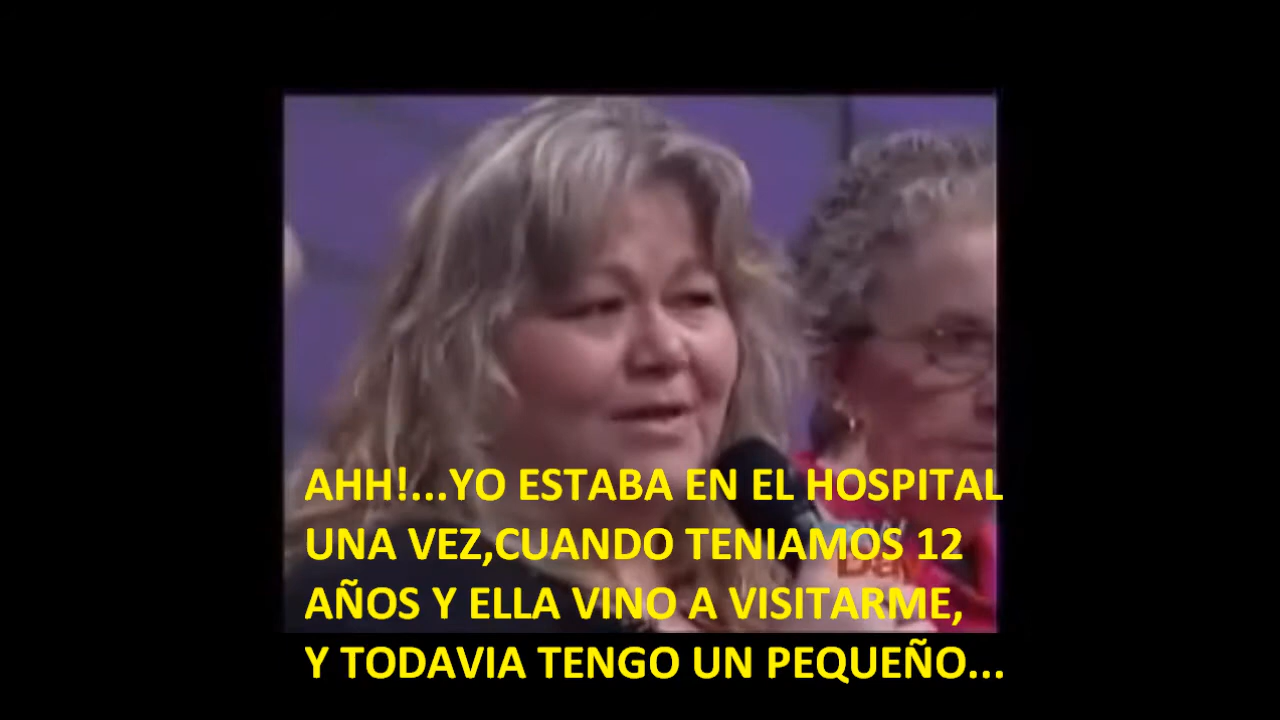 AHH!...YO ESTABA EN EL HOSPITAL
UNA VEZ,CUANDO TENIAMOS 12
AÑOS Y ELLA VINO A VISITARME,
Y TODAVIA TENGO UN PEQUEÑO...